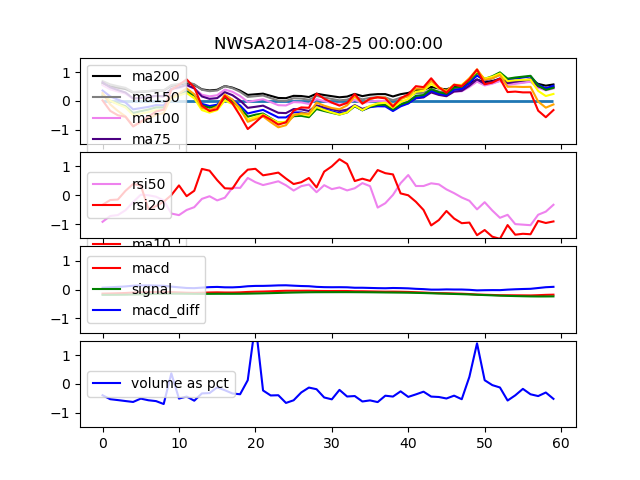 NWSA2014-08-25 00:00:00
1
0
−1
ma200
ma150
ma100
ma75
1
0
−1
rsi50
rsi20
ma10
1
0
−1
macd
signal
macd_diff
1
0
−1
volume as pct
0 10 20 30 40 50 60